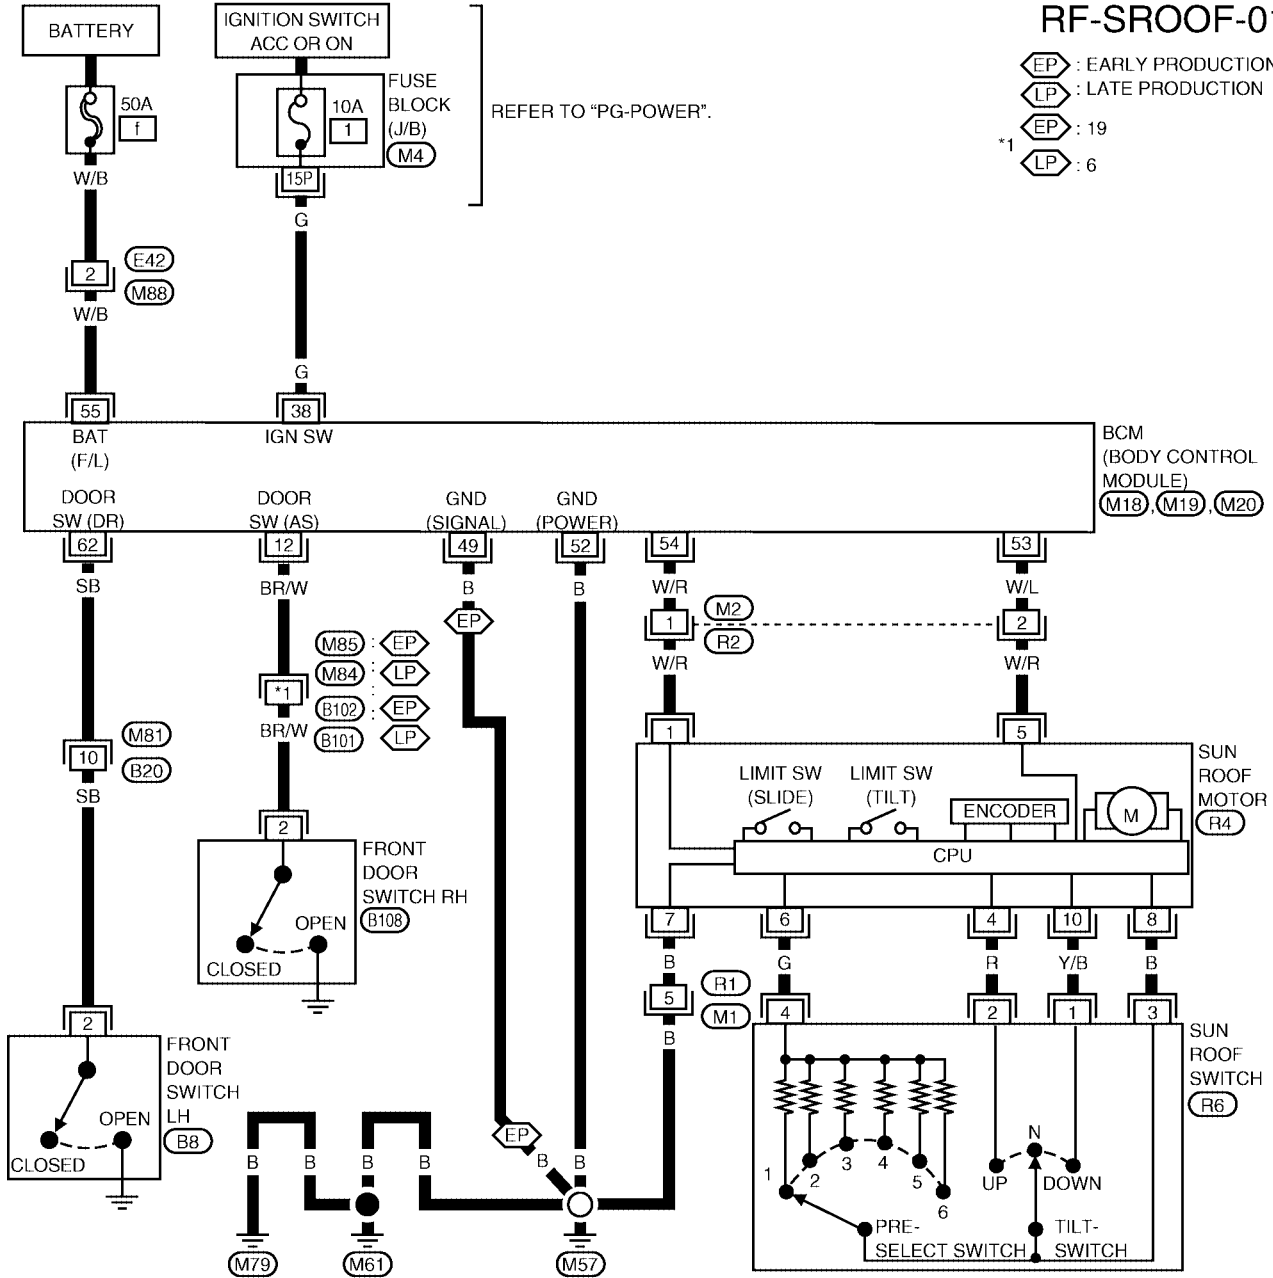 RF-SROOF-01
BATTERY
IGNITION SWITCH
ACC OR ON
EP : EARLY PRODUCTION
LP : LATE PRODUCTION
*1
EP : 19
LP : 6
50A
f
10A
1
FUSE
BLOCK
(J/B)
M4
REFER TO “PG-POWER”.
15P
W/B
G
2
E42
M88
W/B
G
55
38
BAT
(F/L)
IGN SW
BCM
(BODY CONTROL
MODULE)
M18 , M19 , M20
DOOR
SW (DR)
DOOR
SW (AS)
GND
(SIGNAL)
GND
(POWER)
62
12
49
52
54
53
SB
BR/W
B
B
W/R
W/L
EP
1
M2
R2
2
M85 : EP
M84 : LP
:
B102 : EP
B101 LP
*1
W/R
W/R
BR/W
10
M81
B20
SB
1
5
SUN
ROOF
MOTOR
R4
LIMIT SW
(SLIDE)
LIMIT SW
(TILT)
ENCODER
M
CPU
2
FRONT
DOOR
SWITCH RH
B108
OPEN
CLOSED
7
6
4
10
8
B
G
R
Y/B
B
5
R1
M1
B
4
2
1
3
2
FRONT
DOOR
SWITCH
LH
B8
OPEN
CLOSED
SUN
ROOF
SWITCH
R6
EP
B
B
B
B
B
B
1
2
3
4
5
6
N
UP
DOWN
PRE-
SELECT SWITCH
TILT-
SWITCH
M79
M61
M57